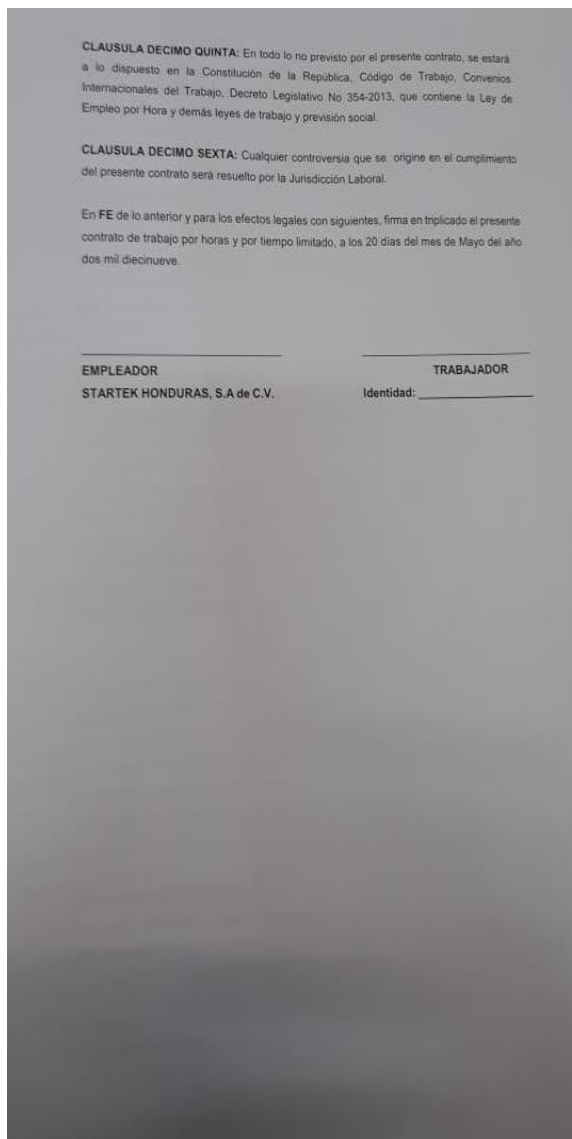 CLAUSULA DECIMO QUINTA: En todo lo no previsto por el presente contrato, se estará
a lo dispuesto en la Constitución de la República, Código de Trabajo, Convenios
Internacionales del Trabajo, Decreto Legislativo No 354-2013, que contiene la Ley de
Empleo por Hora y demás leyes de trabajo y previsión social.
CLAUSULA DECIMO SEXTA: Cualquier controversia que se origine en el cumplimiento
del presente contrato será resuelto por la Jurisdicción Laboral.
En FE de lo anterior y para los efectos legales con siguientes, firma en triplicado el presente
contrato de trabajo por horas y por tiempo limitado, a los 20 días del mes de Mayo del año
dos mil diecinueve.
EMPLEADOR TRABAJADOR
STARTEK HONDURAS, S.A de C.V. Identidad: